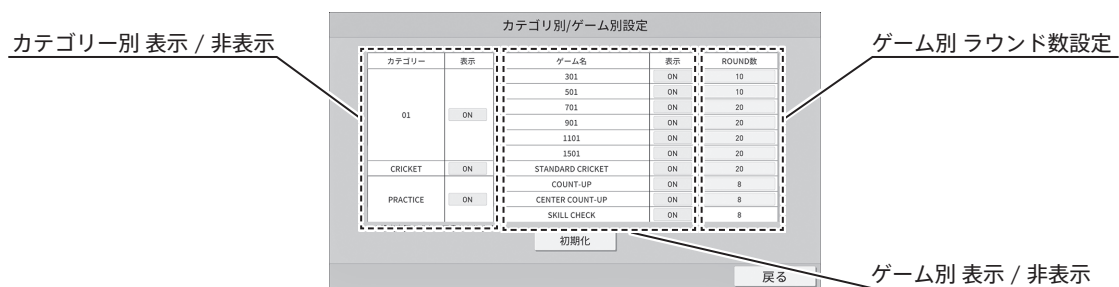 カテゴリ別/ゲーム別設定
カテゴリー別 表示 / 非表示
ゲーム別 ラウンド数設定
カテゴリー 表示 ゲーム名 表示 ROUND数
301 ON 10
501 ON 10
701 ON 20
01 ON
901 ON 20
1101 ON 20
1501 ON 20
CRICKET ON STANDARD CRICKET ON 20
COUNT-UP ON 8
PRACTICE ON CENTER COUNT-UP ON 8
SKILL CHECK ON 8
初期化
戻る
ゲーム別 表示 / 非表示